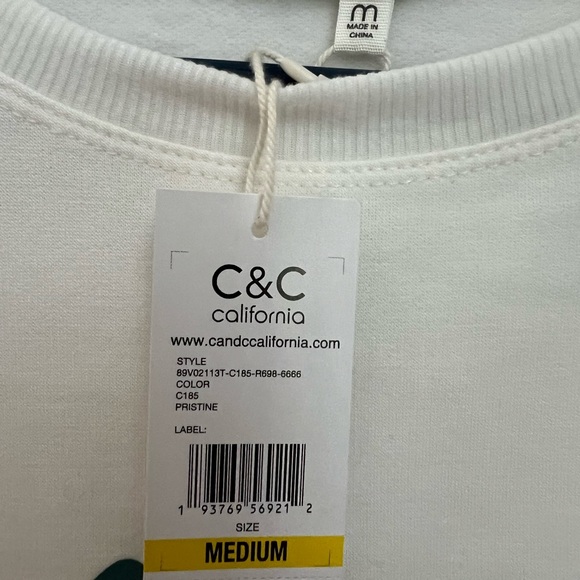 m
MADE IN
CHINA
C&C
california
www.candccalifornia.com
STYLE
89V02113T-C185-R698-6666
COLOR
C185
PRISTINE
LABEL:
1 93769 56921 2
SIZE
MEDIUM